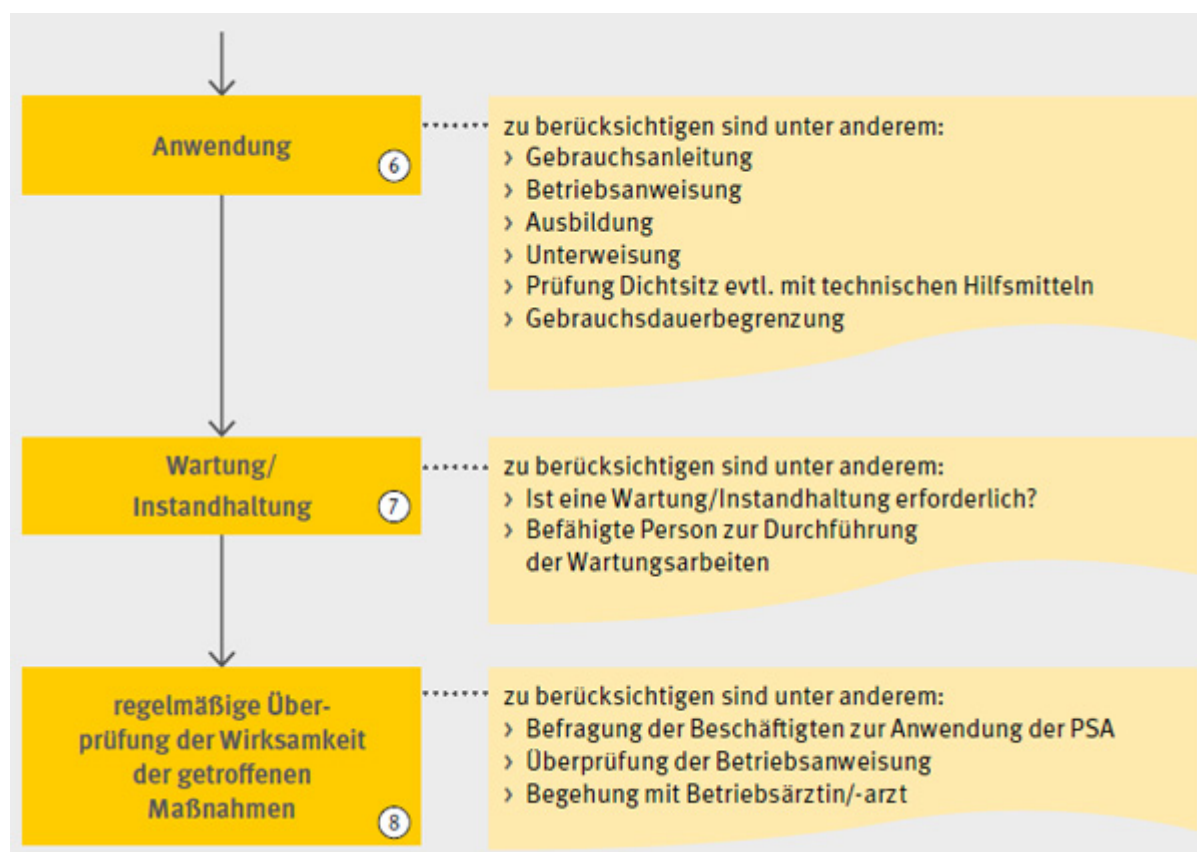 Anwendung
6
zu berücksichtigen sind unter anderem:
› Gebrauchsanleitung
› Betriebsanweisung
› Ausbildung
› Unterweisung
› Prüfung Dichtsitz evtl. mit technischen Hilfsmitteln
› Gebrauchsdauerbegrenzung
Wartung/
Instandhaltung
7
zu berücksichtigen sind unter anderem:
› Ist eine Wartung/Instandhaltung erforderlich?
› Befähigte Person zur Durchführung
der Wartungsarbeiten
regelmäßige Über-
prüfung der Wirksamkeit
der getroffenen
Maßnahmen
8
zu berücksichtigen sind unter anderem:
› Befragung der Beschäftigten zur Anwendung der PSA
› Überprüfung der Betriebsanweisung
› Begehung mit Betriebsärztin/-arzt